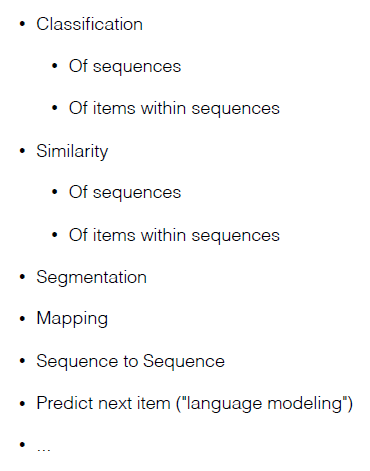 • Classification
• Of sequences
• Of items within sequences
• Similarity
• Of sequences
• Of items within sequences
• Segmentation
• Mapping
• Sequence to Sequence
• Predict next item ("language modeling")
• ...